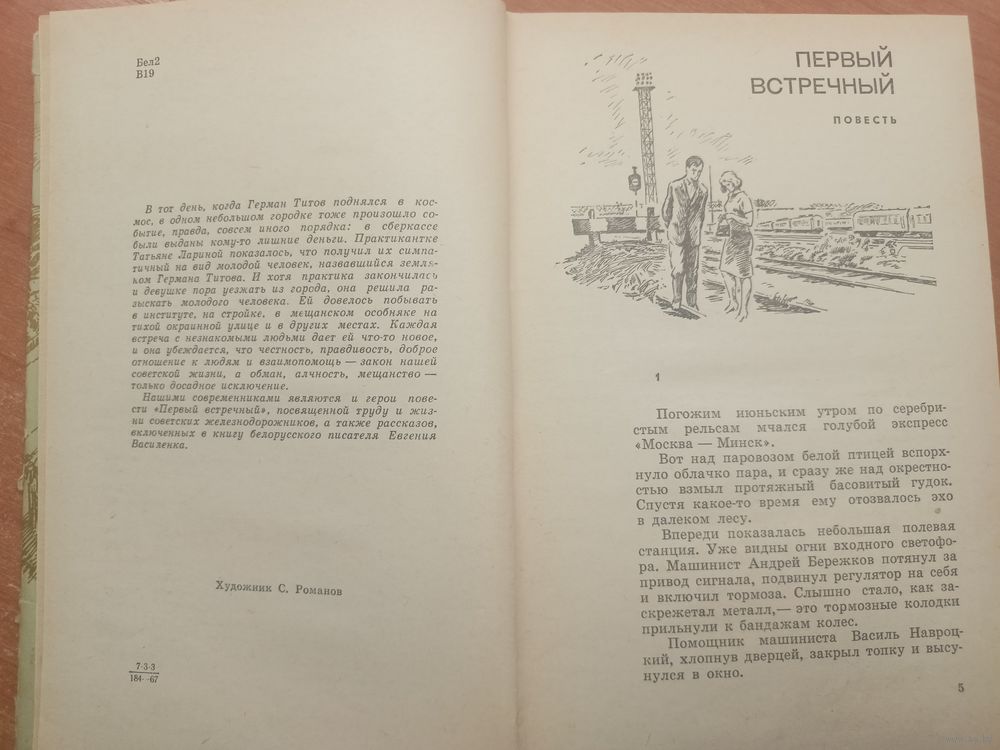 Бел2
В19
В тот день, когда Герман Титов поднялся в кос-
мос, в одном небольшом городке тоже произошло со-
бытие, правда, совсем иного порядка: в сберкассе
были выданы кому-то лишние деньги. Практикантке
Татьяне Лариной показалось, что получил их симпа-
тичный на вид молодой человек, назвавшийся земля-
ком Германа Титова. И хотя практика закончилась
и девушке пора уезжать из города, она решила ра-
зыскать молодого человека. Ей довелось побывать
в институте, на стройке, в мещанском особняке на
тихой окраинной улице и в других местах. Каждая
встреча с незнакомыми людьми дает ей что-то новое,
и она убеждается, что честность, правдивость, доброе
отношение к людям и взаимопомощь — закон нашей
советской жизни, а обман, алчность, мещанство —
только досадное исключение.
Нашими современниками являются и герои пове-
сти «Первый встречный», посвященной труду и жиз-
ни советских железнодорожников, а также рассказов,
включенных в книгу белорусского писателя Евгения
Василенка.
Художник С. Романов
7-3-3
184—67
ПЕРВЫЙ
ВСТРЕЧНЫЙ
ПОВЕСТЬ
1
Погожим июньским утром по серебри-
стым рельсам мчался голубой экспресс
«Москва — Минск».
Вот над паровозом белой птицей вспорх-
нуло облачко пара, и сразу же над окрестно-
стью взмыл протяжный басовитый гудок.
Спустя какое-то время ему отозвалось эхо
в далеком лесу.
Впереди показалась небольшая полевая
станция. Уже видны огни входного светофо-
ра. Машинист Андрей Бережков потянул за
привод сигнала, подвинул регулятор на себя
и включил тормоза. Слышно стало, как за-
скрежетал металл,— это тормозные колодки
прильнули к бандажам колес.
Помощник машиниста Василь Навроц-
кий, хлопнув дверцей, закрыл топку и высу-
нулся в окно.
5